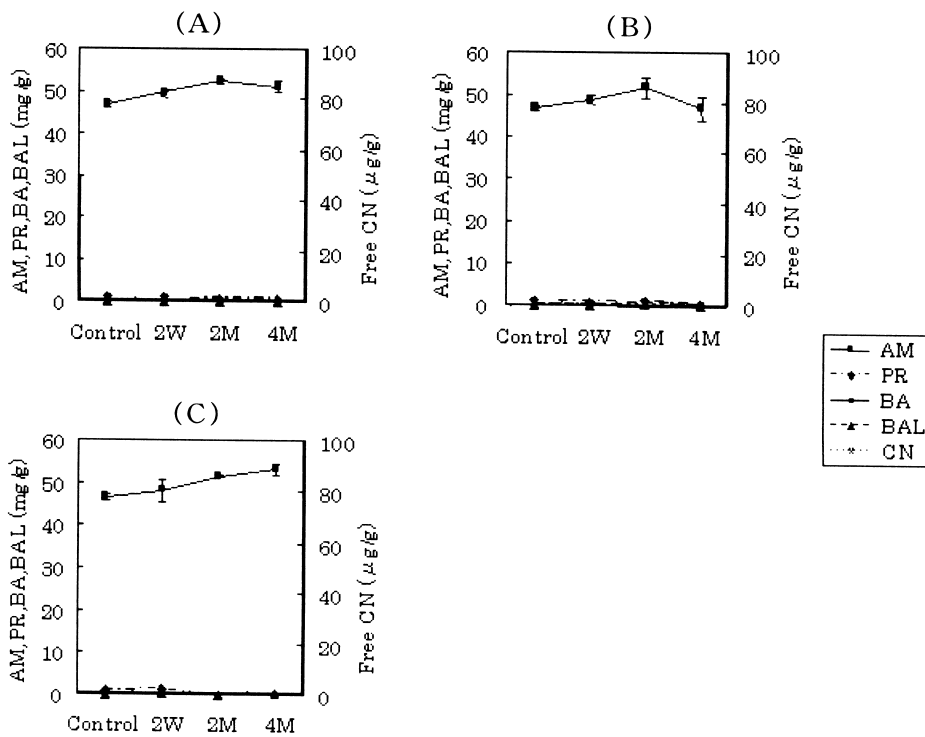 (A)
AM,PR,BA,BAL (mg/g)
60
50
40
30
20
10
0
100
80
60
40
20
0
Free CN (μg/g)
Control 2W 2M 4M
(B)
AM,PR,BA,BAL (mg/g)
60
50
40
30
20
10
0
100
80
60
40
20
0
Free CN (μg/g)
Control 2W 2M 4M
AM
PR
BA
BAL
CN
(C)
AM,PR,BA,BAL (mg/g)
60
50
40
30
20
10
0
100
80
60
40
20
0
Free CN (μg/g)
Control 2W 2M 4M